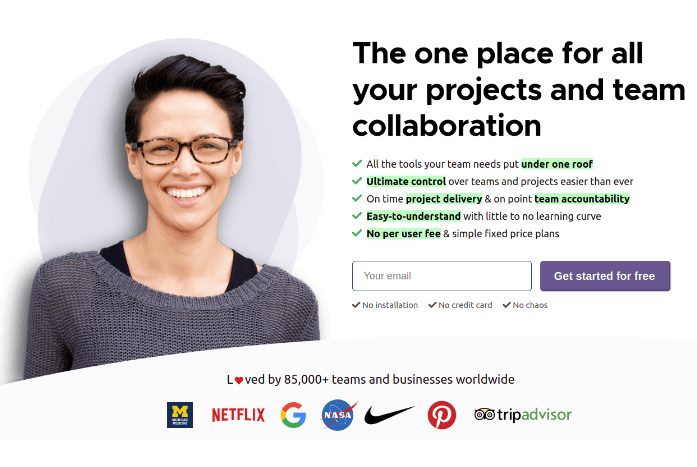 The one place for all
your projects and team
collaboration
All the tools your team needs put under one roof
Ultimate control over teams and projects easier than ever
On time project delivery & on point team accountability
Easy-to-understand with little to no learning curve
No per user fee & simple fixed price plans
Your email
Get started for free
No installation No credit card No chaos
L❤ved by 85,000+ teams and businesses worldwide
M
MICHIGAN
MEDICINE
NETFLIX
G
NASA
tripadvisor